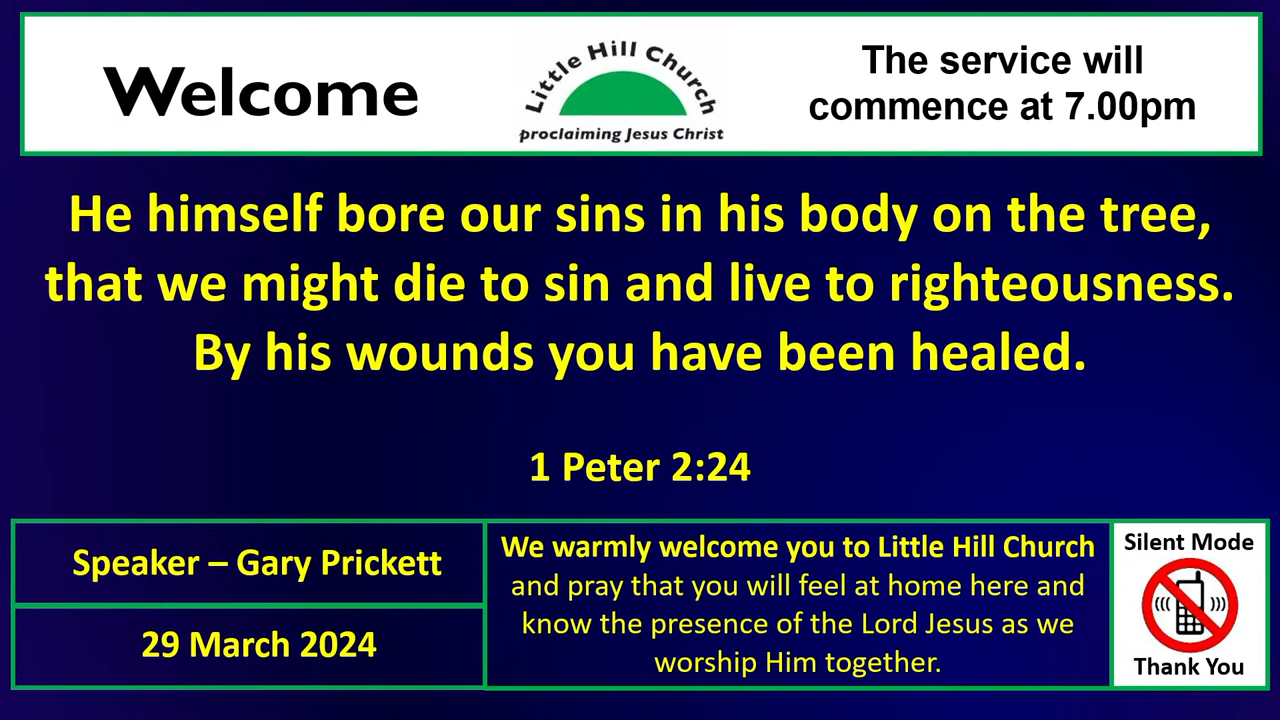 Welcome
Little Hill Church
proclaiming Jesus Christ
The service will
commence at 7.00pm
He himself bore our sins in his body on the tree,
that we might die to sin and live to righteousness.
By his wounds you have been healed.
1 Peter 2:24
Speaker – Gary Prickett
29 March 2024
We warmly welcome you to Little Hill Church
and pray that you will feel at home here and
know the presence of the Lord Jesus as we
worship Him together.
Silent Mode
Thank You